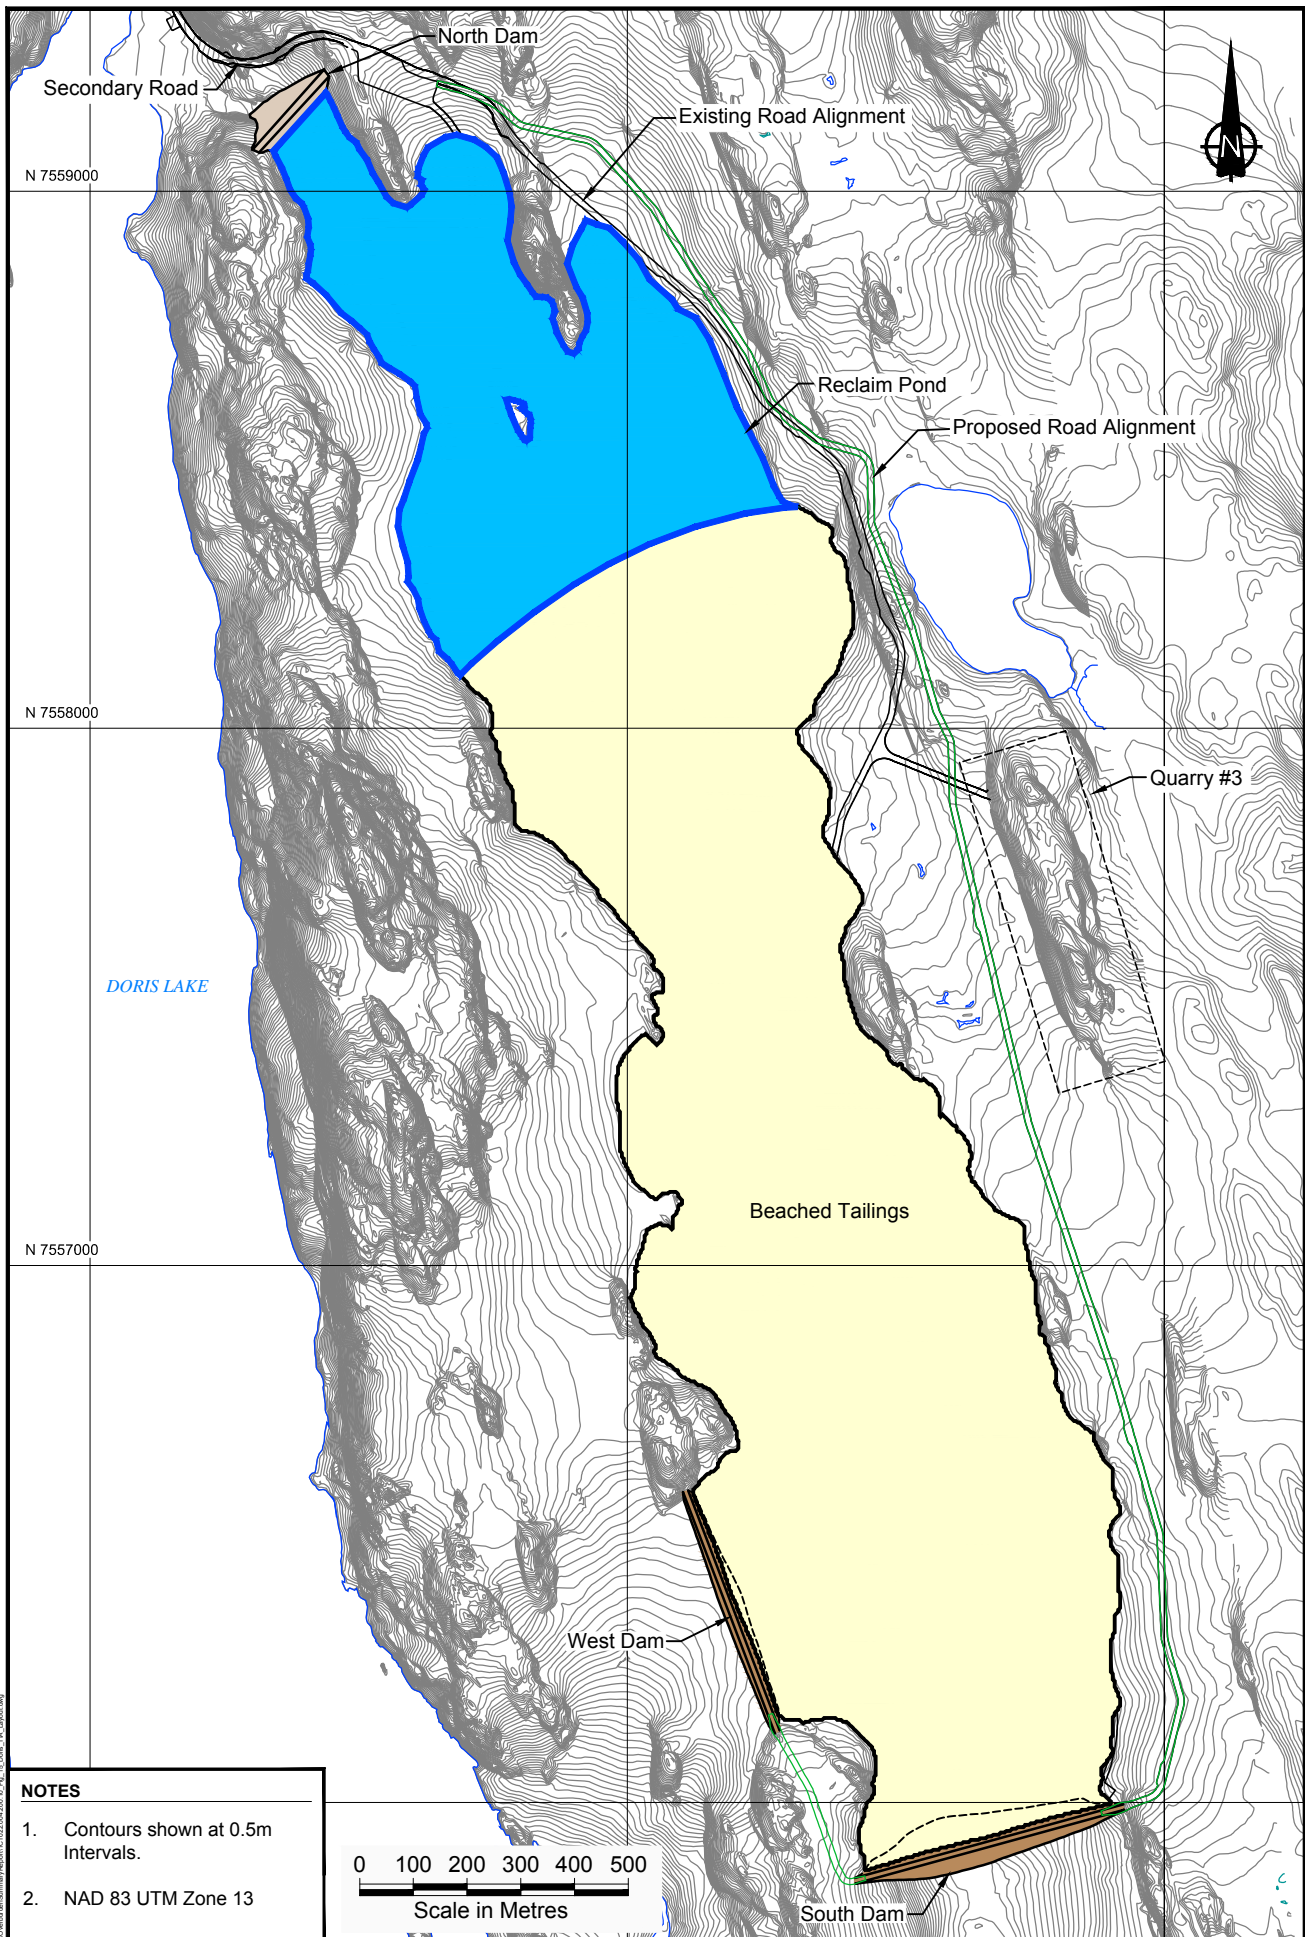 North Dam
Secondary Road
Existing Road Alignment
N
N 7559000
Reclaim Pond
Proposed Road Alignment
N 7558000
Quarry #3
DORIS LAKE
Beached Tailings
N 7557000
West Dam
NOTES
1. Contours shown at 0.5m
Intervals.
2. NAD 83 UTM Zone 13
0 100 200 300 400 500
Scale in Metres
South Dam